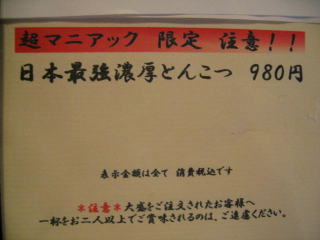 超マニアック 限定 注意!!
日本最強濃厚とんこつ 980円
表示金額は全て 消費税込です
*注意*大盛をご注文されたお客様へ
一杯をお二人以上でご賞味されるのは、ご遠慮ください。